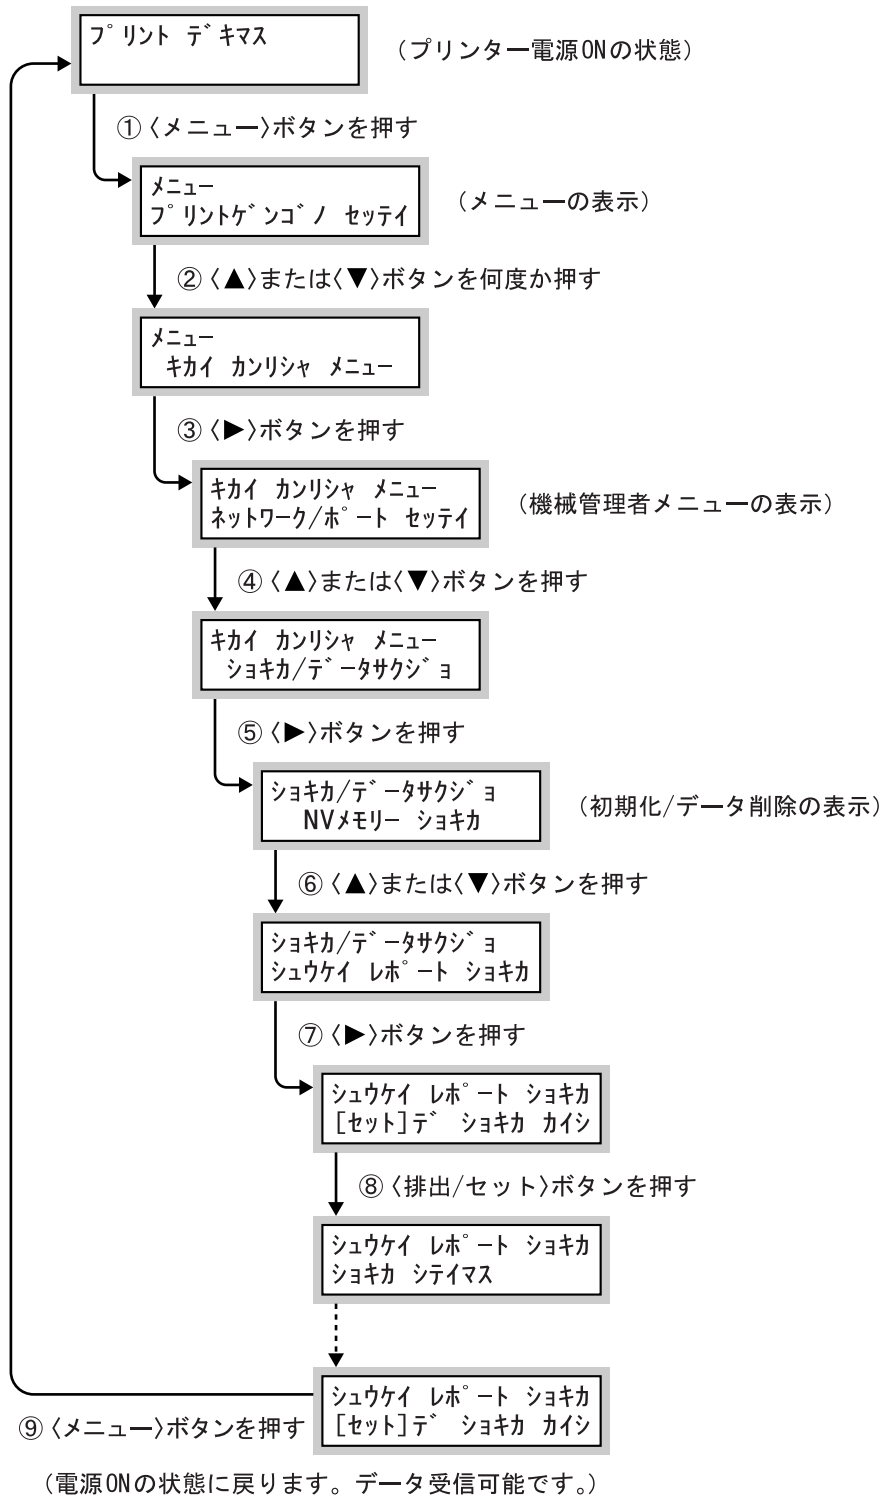 ﾌﾟﾘﾝﾄ ﾃﾞｷﾏｽ
（プリンター電源ONの状態）
①〈メニュー〉ボタンを押す
ﾒﾆｭｰ
ﾌﾟﾘﾝﾄｹﾞﾝｺﾞﾉ ｾｯﾃｲ
（メニューの表示）
②〈▲〉または〈▼〉ボタンを何度か押す
ﾒﾆｭｰ
ｷｶｲ ｶﾝﾘｼｬ ﾒﾆｭｰ
③〈▶〉ボタンを押す
ｷｶｲ ｶﾝﾘｼｬ ﾒﾆｭｰ
ﾈｯﾄﾜｰｸ/ﾎﾟｰﾄ ｾｯﾃｲ
（機械管理者メニューの表示）
④〈▲〉または〈▼〉ボタンを押す
ｷｶｲ ｶﾝﾘｼｬ ﾒﾆｭｰ
ｼｮｷｶ/ﾃﾞｰﾀｻｸｼﾞｮ
⑤〈▶〉ボタンを押す
ｼｮｷｶ/ﾃﾞｰﾀｻｸｼﾞｮ
NVﾒﾓﾘｰ ｼｮｷｶ
（初期化/データ削除の表示）
⑥〈▲〉または〈▼〉ボタンを押す
ｼｮｷｶ/ﾃﾞｰﾀｻｸｼﾞｮ
ｼｭｳｹｲ ﾚﾎﾟｰﾄ ｼｮｷｶ
⑦〈▶〉ボタンを押す
ｼｭｳｹｲ ﾚﾎﾟｰﾄ ｼｮｷｶ
[ｾｯﾄ]ﾃﾞ ｼｮｷｶ ｶｲｼ
⑧〈排出/セット〉ボタンを押す
ｼｭｳｹｲ ﾚﾎﾟｰﾄ ｼｮｷｶ
ｼｮｷｶ ｼﾃｲﾏｽ
ｼｭｳｹｲ ﾚﾎﾟｰﾄ ｼｮｷｶ
[ｾｯﾄ]ﾃﾞ ｼｮｷｶ ｶｲｼ
⑨〈メニュー〉ボタンを押す
（電源ONの状態に戻ります。データ受信可能です。）